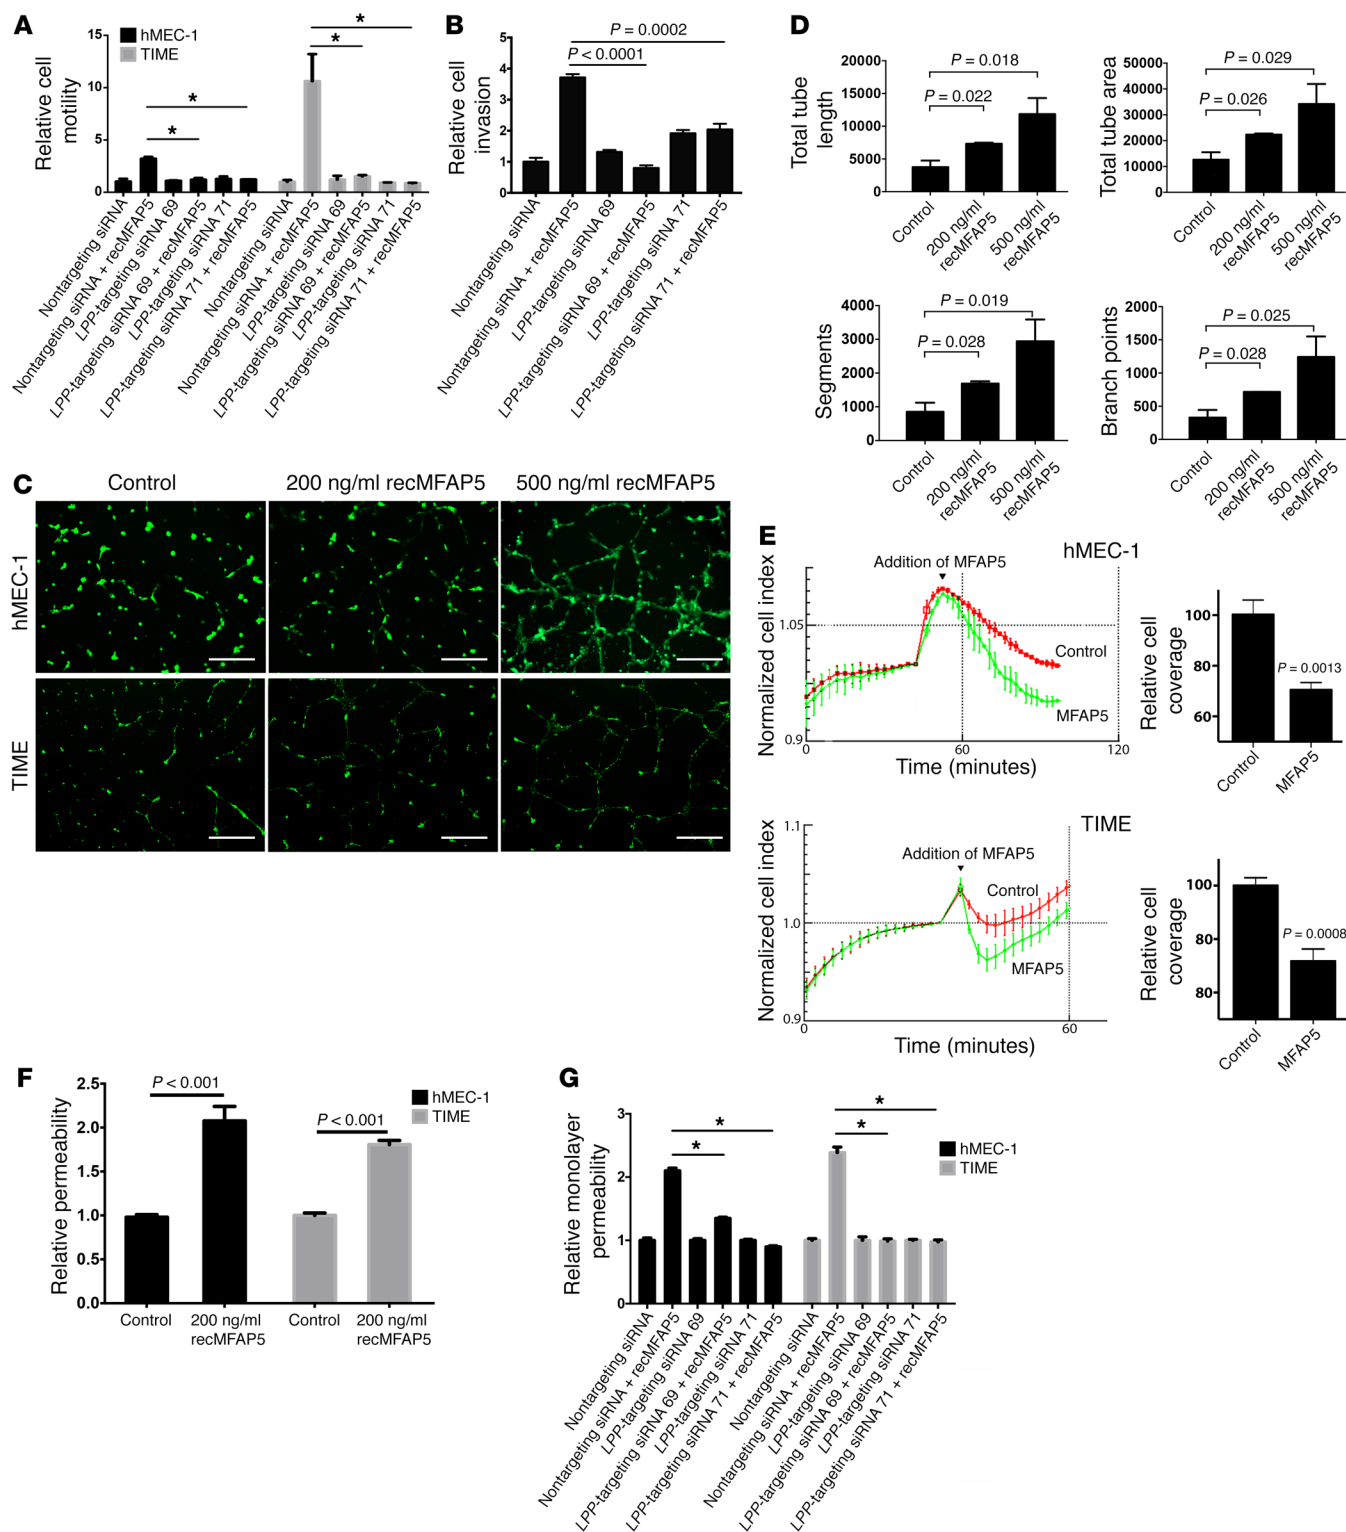 A
hMEC-1
TIME
Relative cell
motility
15
10
5
0
*
*
*
*
Nontargeting siRNA
Nontargeting siRNA + recMFAP5
LPP-targeting siRNA 69
LPP-targeting siRNA 69 + recMFAP5
LPP-targeting siRNA 71
LPP-targeting siRNA 71 + recMFAP5
Nontargeting siRNA
Nontargeting siRNA + recMFAP5
LPP-targeting siRNA 69
LPP-targeting siRNA 69 + recMFAP5
LPP-targeting siRNA 71
LPP-targeting siRNA 71 + recMFAP5
B
Relative cell
invasion
5
4
3
2
1
0
P = 0.0002
P < 0.0001
Nontargeting siRNA
Nontargeting siRNA + recMFAP5
LPP-targeting siRNA 69
LPP-targeting siRNA 69 + recMFAP5
LPP-targeting siRNA 71
LPP-targeting siRNA 71 + recMFAP5
D
Total tube
length
20000
15000
10000
5000
0
P = 0.018
P = 0.022
Control
200 ng/ml
recMFAP5
500 ng/ml
recMFAP5
Total tube area
50000
40000
30000
20000
10000
0
P = 0.029
P = 0.026
Control
200 ng/ml
recMFAP5
500 ng/ml
recMFAP5
Segments
4000
3000
2000
1000
0
P = 0.019
P = 0.028
Control
200 ng/ml
recMFAP5
500 ng/ml
recMFAP5
Branch points
2000
1500
1000
500
0
P = 0.025
P = 0.028
Control
200 ng/ml
recMFAP5
500 ng/ml
recMFAP5
C
Control
200 ng/ml recMFAP5
500 ng/ml recMFAP5
hMEC-1
TIME
E
hMEC-1
Addition of MFAP5
Normalized cell index
1.05
0.9
0
60
120
Control
MFAP5
Time (minutes)
Relative cell
coverage
100
80
60
P = 0.0013
Control
MFAP5
TIME
Addition of MFAP5
Normalized cell index
1.1
1.0
0.9
0
60
Control
MFAP5
Time (minutes)
Relative cell
coverage
100
80
80
P = 0.0008
Control
MFAP5
F
Relative permeability
2.5
2.0
1.5
1.0
0.5
0.0
P < 0.001
P < 0.001
hMEC-1
TIME
Control
200 ng/ml
recMFAP5
Control
200 ng/ml
recMFAP5
G
Relative monolayer
permeability
3
2
1
0
*
*
*
*
hMEC-1
TIME
Nontargeting siRNA
Nontargeting siRNA + recMFAP5
LPP-targeting siRNA 69
LPP-targeting siRNA 69 + recMFAP5
LPP-targeting siRNA 71
LPP-targeting siRNA 71 + recMFAP5
Nontargeting siRNA
Nontargeting siRNA + recMFAP5
LPP-targeting siRNA 69
LPP-targeting siRNA 69 + recMFAP5
LPP-targeting siRNA 71
LPP-targeting siRNA 71 + recMFAP5